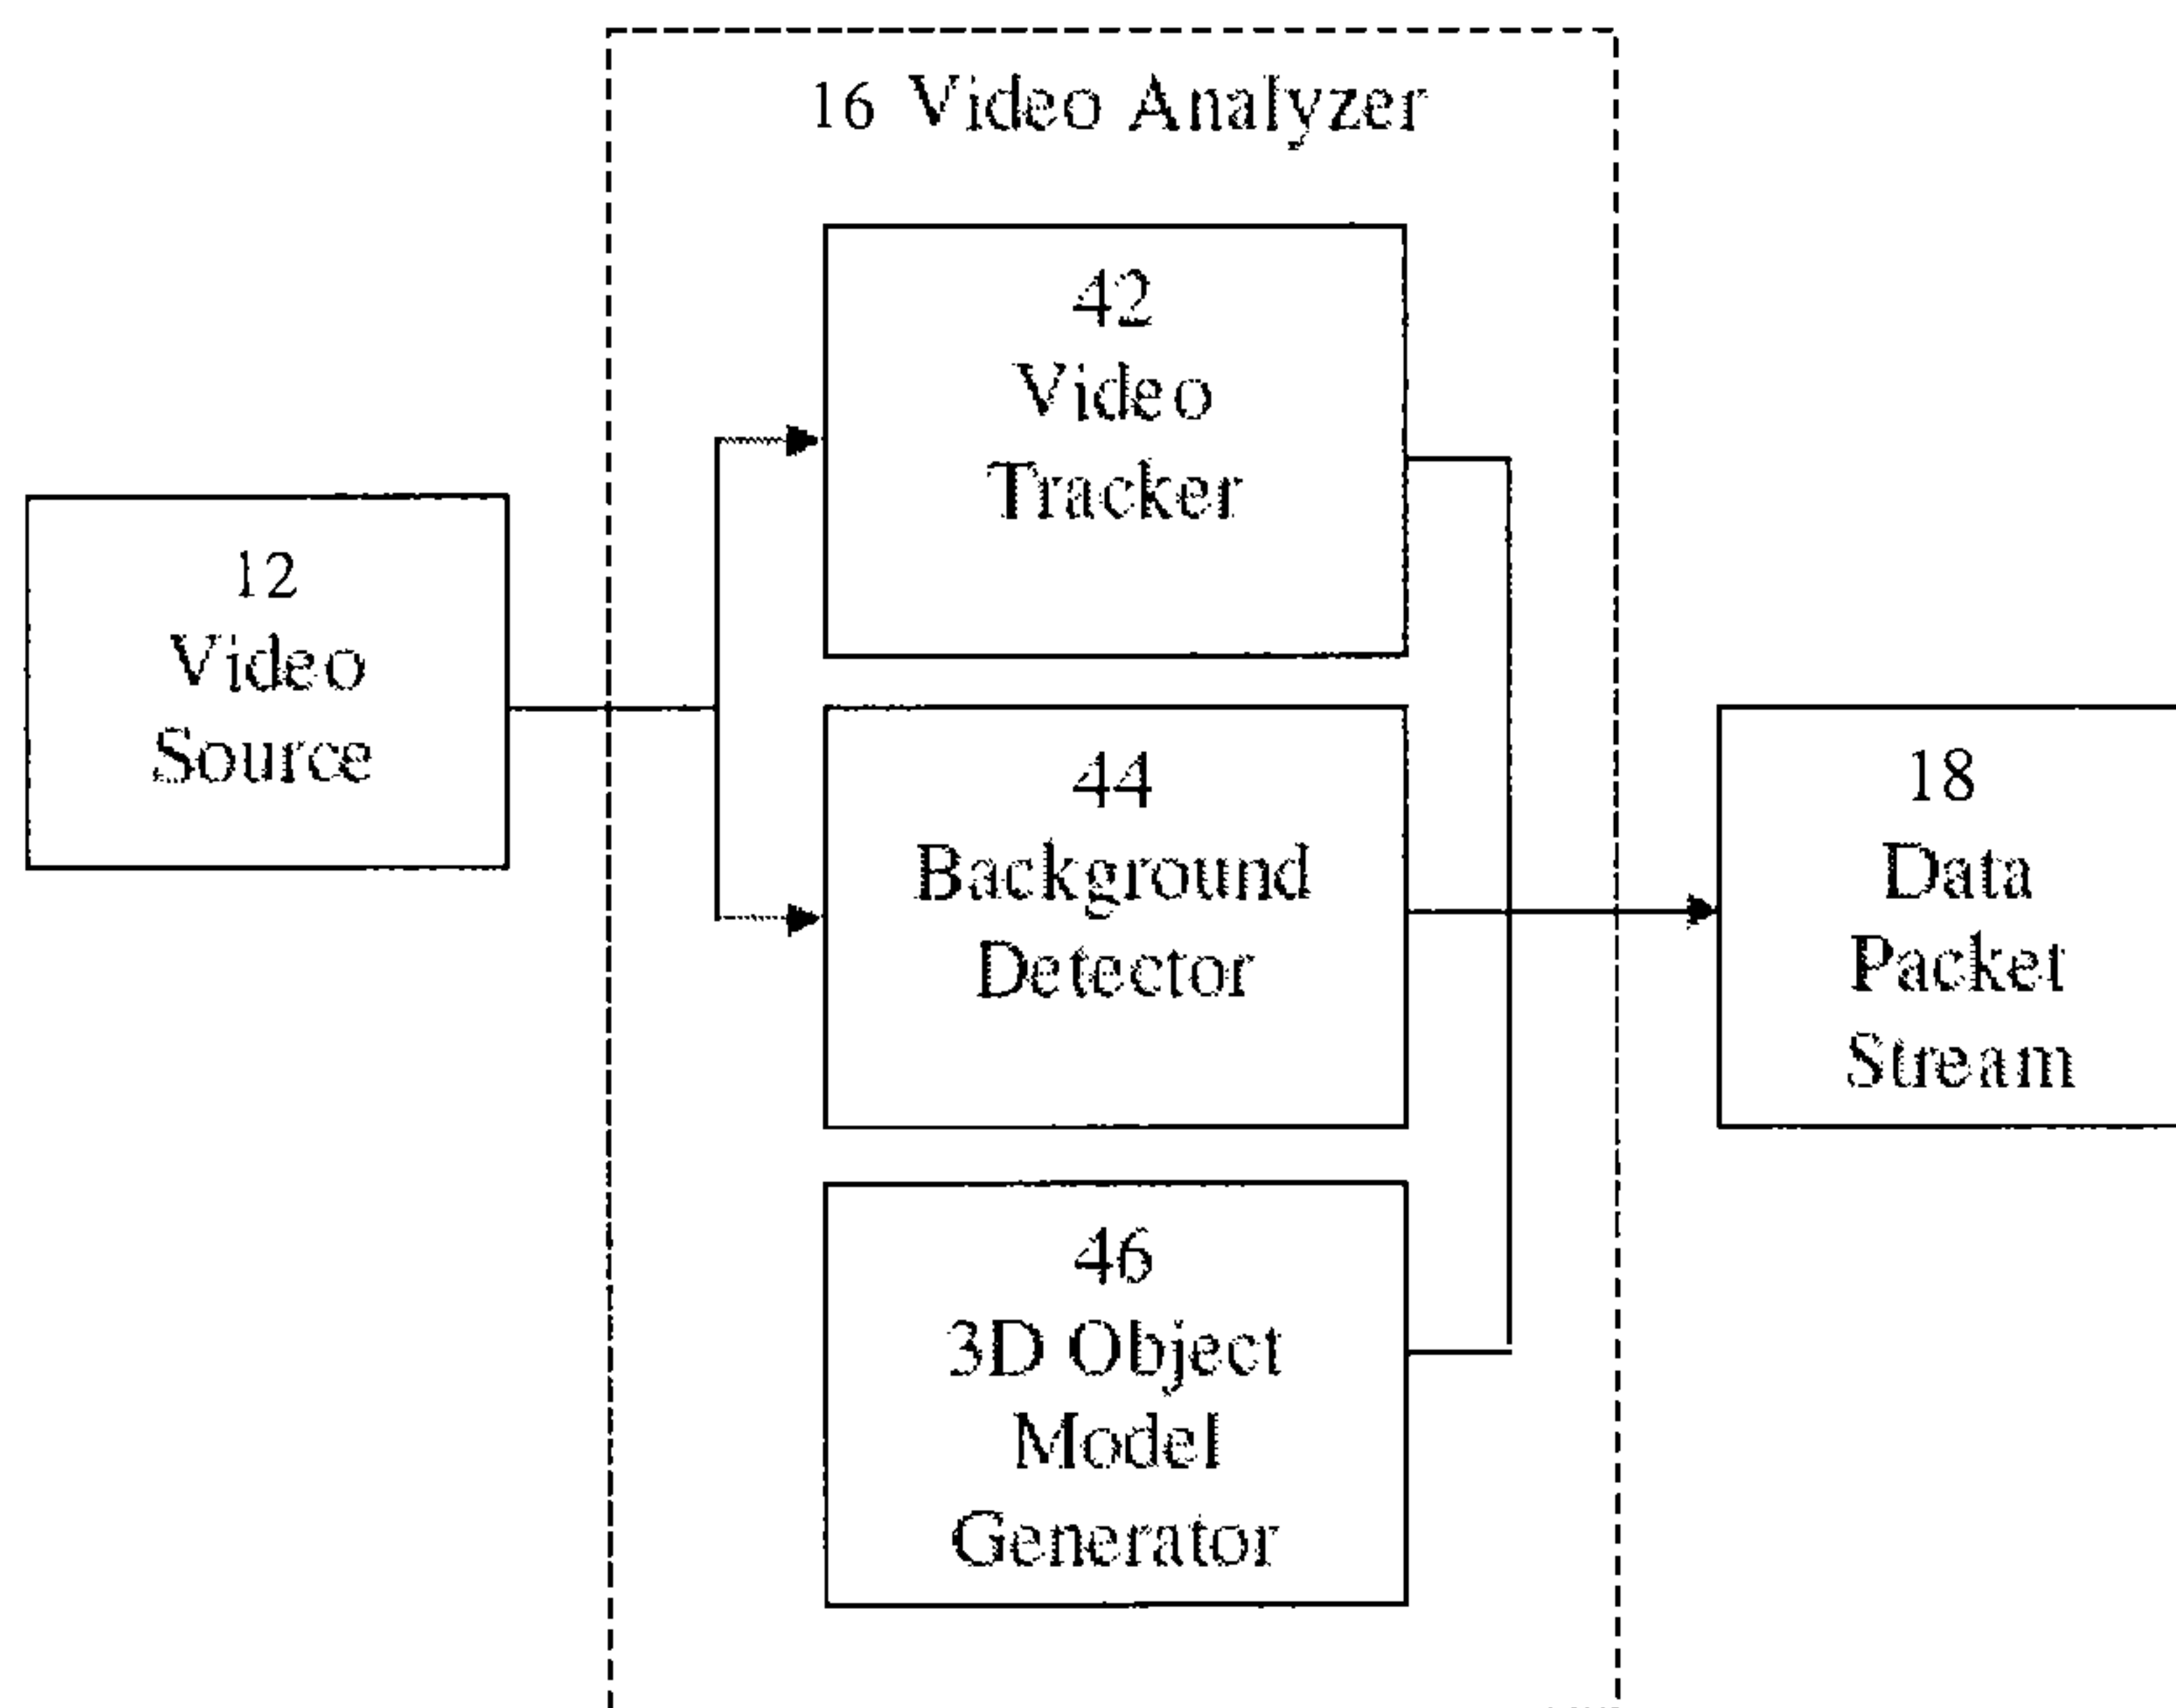 16 Video Analyzer
42
Video
Tracker
12
Video
Source
44
Background
Detector
18
Data
Packet
Stream
46
3D Object
Model
Generator